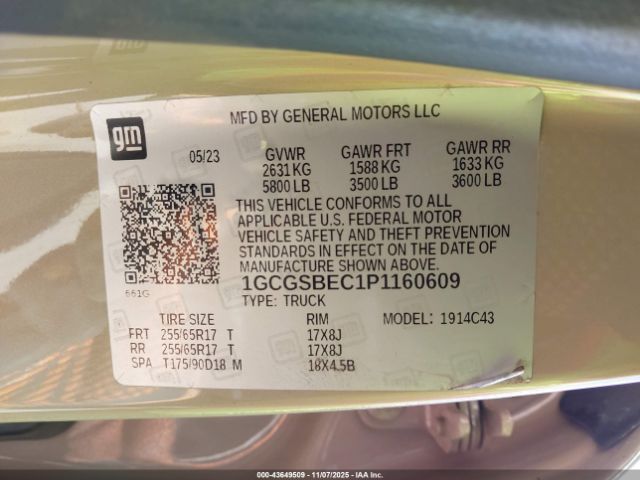 MFD BY GENERAL MOTORS LLC
gm
05/23 GVWR GAWR FRT GAWR RR
2631 KG 1588 KG 1633 KG
5800 LB 3500 LB 3600 LB
THIS VEHICLE CONFORMS TO ALL
APPLICABLE U.S. FEDERAL MOTOR
VEHICLE SAFETY AND THEFT PREVENTION
STANDARDS IN EFFECT ON THE DATE OF
MANUFACTURE SHOWN ABOVE.
661G
1GCGSBEC1P1160609
TYPE: TRUCK
TIRE SIZE RIM MODEL: 1914C43
FRT 255/65R17 T 17X8J
RR 255/65R17 T 17X8J
SPA T175/90D18 M 18X4.5B
000-43649509 - 11/07/2025 - IAA Inc.